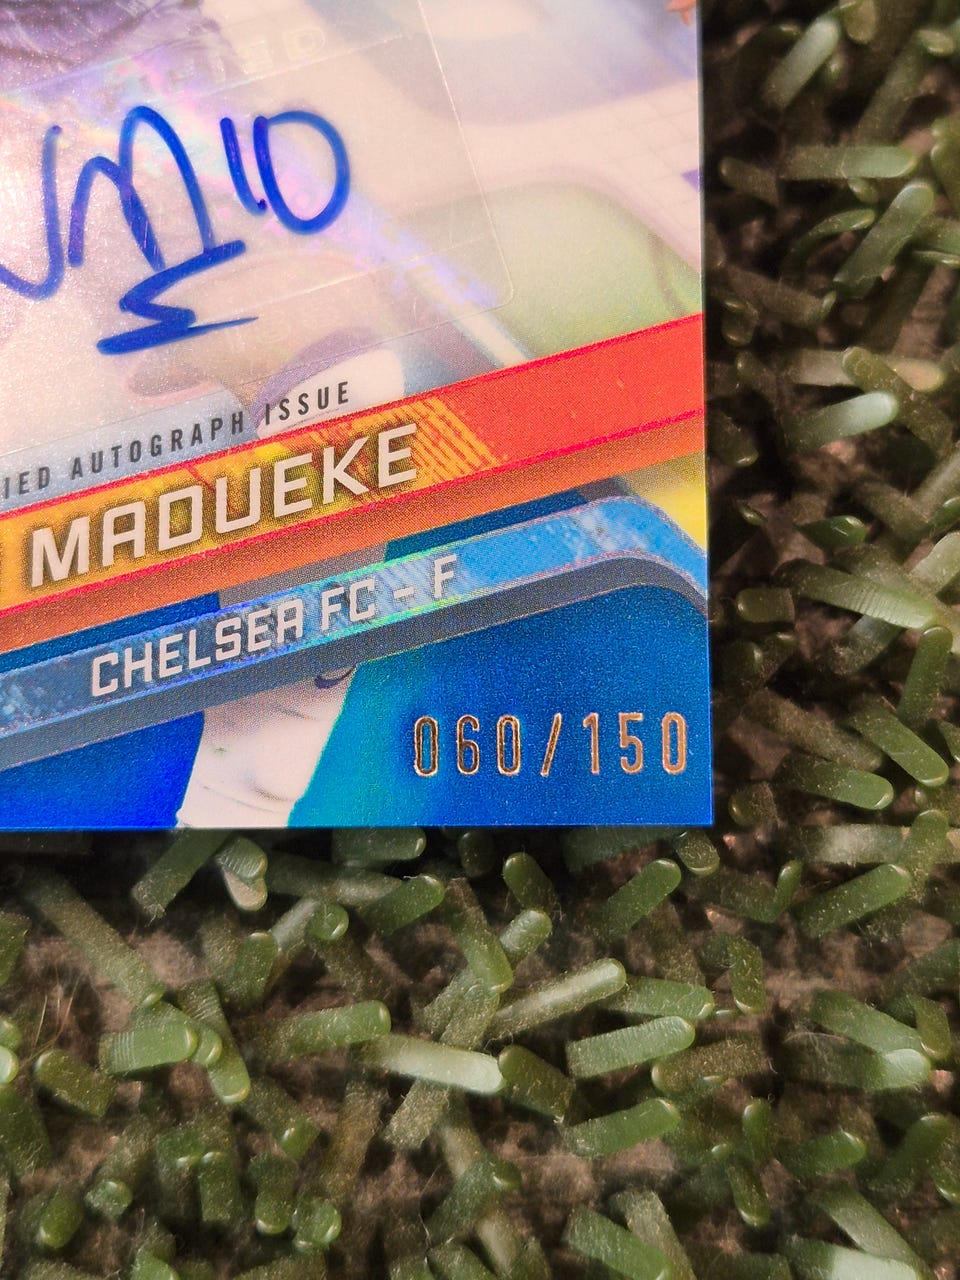 IED AUTOGRAPH ISSUE
MADUEKE
CHELSEA FC - F
060/150